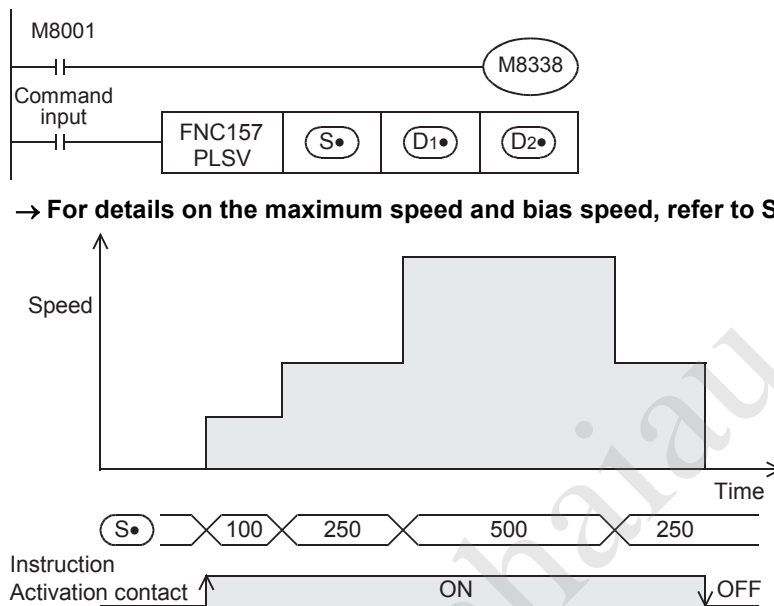 M8001
M8338
Command
input
FNC157
PLSV
S•
D1•
D2•
→ For details on the maximum speed and bias speed, refer to S
Speed
Time
S•
100
250
500
250
Instruction
Activation contact
ON
OFF